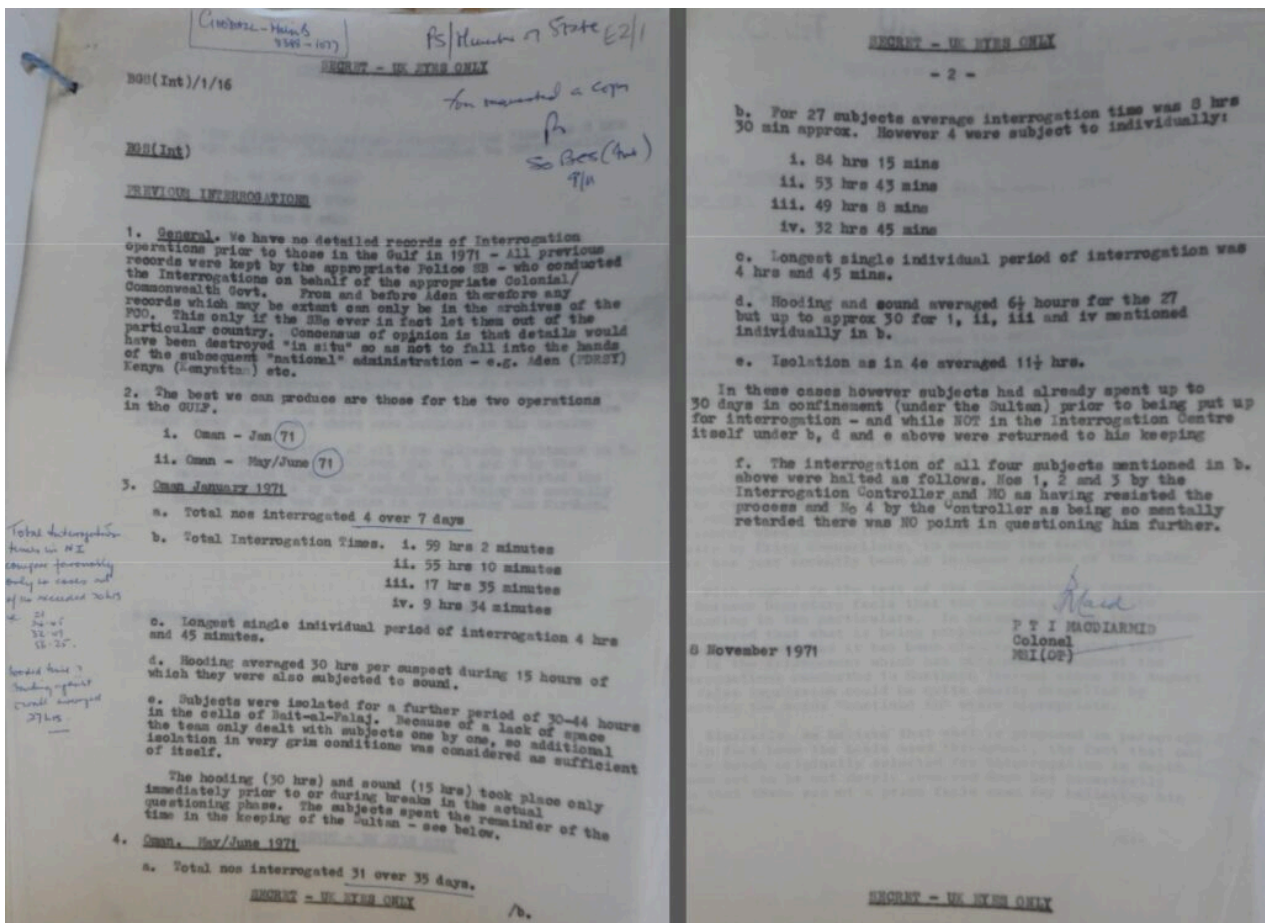 PS/Minister of State E2/1
SECRET - UK EYES ONLY
BGS(Int)/1/16
You requested a copy
BGS(Int)
PREVIOUS INTERROGATIONS
1. General. We have no detailed records of Interrogation
operations prior to those in the Gulf in 1971 - All previous
records were kept by the appropriate Police SB - who conducted
the Interrogations on behalf of the appropriate Colonial/
Commonwealth Govt. From and before Aden therefore any
records which may be extant can only be in the archives of the
FCO. This only if the SBs ever in fact let them out of the
particular country. Concensus of opinion is that details would
have been destroyed "in situ" so as not to fall into the hands
of the subsequent "national" administration - e.g. Aden (PDRSY)
Kenya (Kenyattas) etc.
2. The best we can produce are those for the two operations
in the GULF.
i. Oman - Jan 71
ii. Oman - May/June 71
3. Oman January 1971
a. Total nos interrogated 4 over 7 days
b. Total Interrogation Times. i. 59 hrs 2 minutes
ii. 55 hrs 10 minutes
iii. 17 hrs 35 minutes
iv. 9 hrs 34 minutes
c. Longest single individual period of interrogation 4 hrs
and 45 minutes.
d. Hooding averaged 30 hrs per suspect during 15 hours of
which they were also subjected to sound.
e. Subjects were isolated for a further period of 30-44 hours
in the cells of Bait-al-Falaj. Because of a lack of space
the team only dealt with subjects one by one, so additional
isolation in very grim conditions was considered as sufficient
of itself.
The hooding (30 hrs) and sound (15 hrs) took place only
immediately prior to or during breaks in the actual
questioning phase. The subjects spent the remainder of the
time in the keeping of the Sultan - see below.
4. Oman. May/June 1971
a. Total nos interrogated 31 over 35 days.
SECRET - UK EYES ONLY
/b.
Total interrogation
times in NI
compare favourably
only in cases
exceeded 30 hrs
averaged
SECRET - UK EYES ONLY
- 2 -
b. For 27 subjects average interrogation time was 8 hrs
30 min approx. However 4 were subject to individually:
i. 84 hrs 15 mins
ii. 53 hrs 43 mins
iii. 49 hrs 8 mins
iv. 32 hrs 45 mins
c. Longest single individual period of interrogation was
4 hrs and 45 mins.
d. Hooding and sound averaged 6½ hours for the 27
but up to approx 30 for 1, ii, iii and iv mentioned
individually in b.
e. Isolation as in 4e averaged 11½ hrs.
In these cases however subjects had already spent up to
30 days in confinement (under the Sultan) prior to being put up
for interrogation - and while NOT in the Interrogation Centre
itself under b, d and e above were returned to his keeping
f. The interrogation of all four subjects mentioned in b.
above were halted as follows. Nos 1, 2 and 3 by the
Interrogation Controller and MO as having resisted the
process and No 4 by the Controller as being so mentally
retarded there was NO point in questioning him further.
P T I MACDIARMID
Colonel
8 November 1971
SECRET - UK EYES ONLY